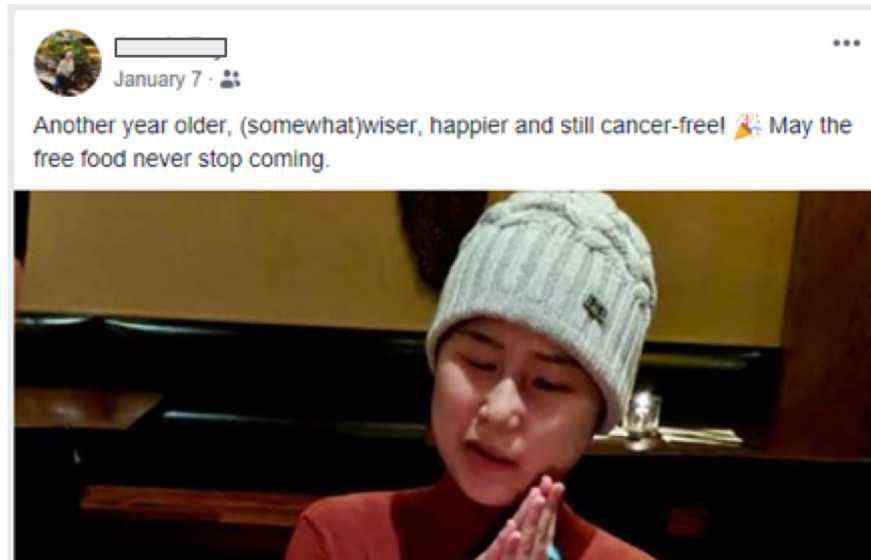 January 7 ·
Another year older, (somewhat)wiser, happier and still cancer-free! 🎉 May the
free food never stop coming.